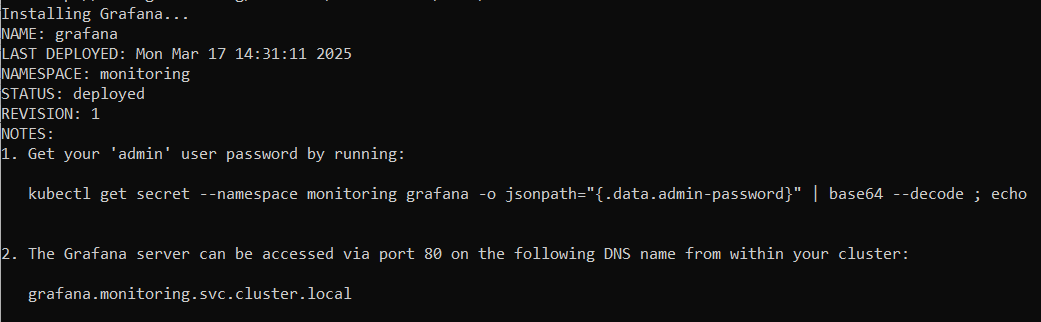 Installing Grafana...
NAME: grafana
LAST DEPLOYED: Mon Mar 17 14:31:11 2025
NAMESPACE: monitoring
STATUS: deployed
REVISION: 1
NOTES:
1. Get your 'admin' user password by running:
kubectl get secret --namespace monitoring grafana -o jsonpath="{.data.admin-password}" | base64 --decode ; echo
2. The Grafana server can be accessed via port 80 on the following DNS name from within your cluster:
grafana.monitoring.svc.cluster.local